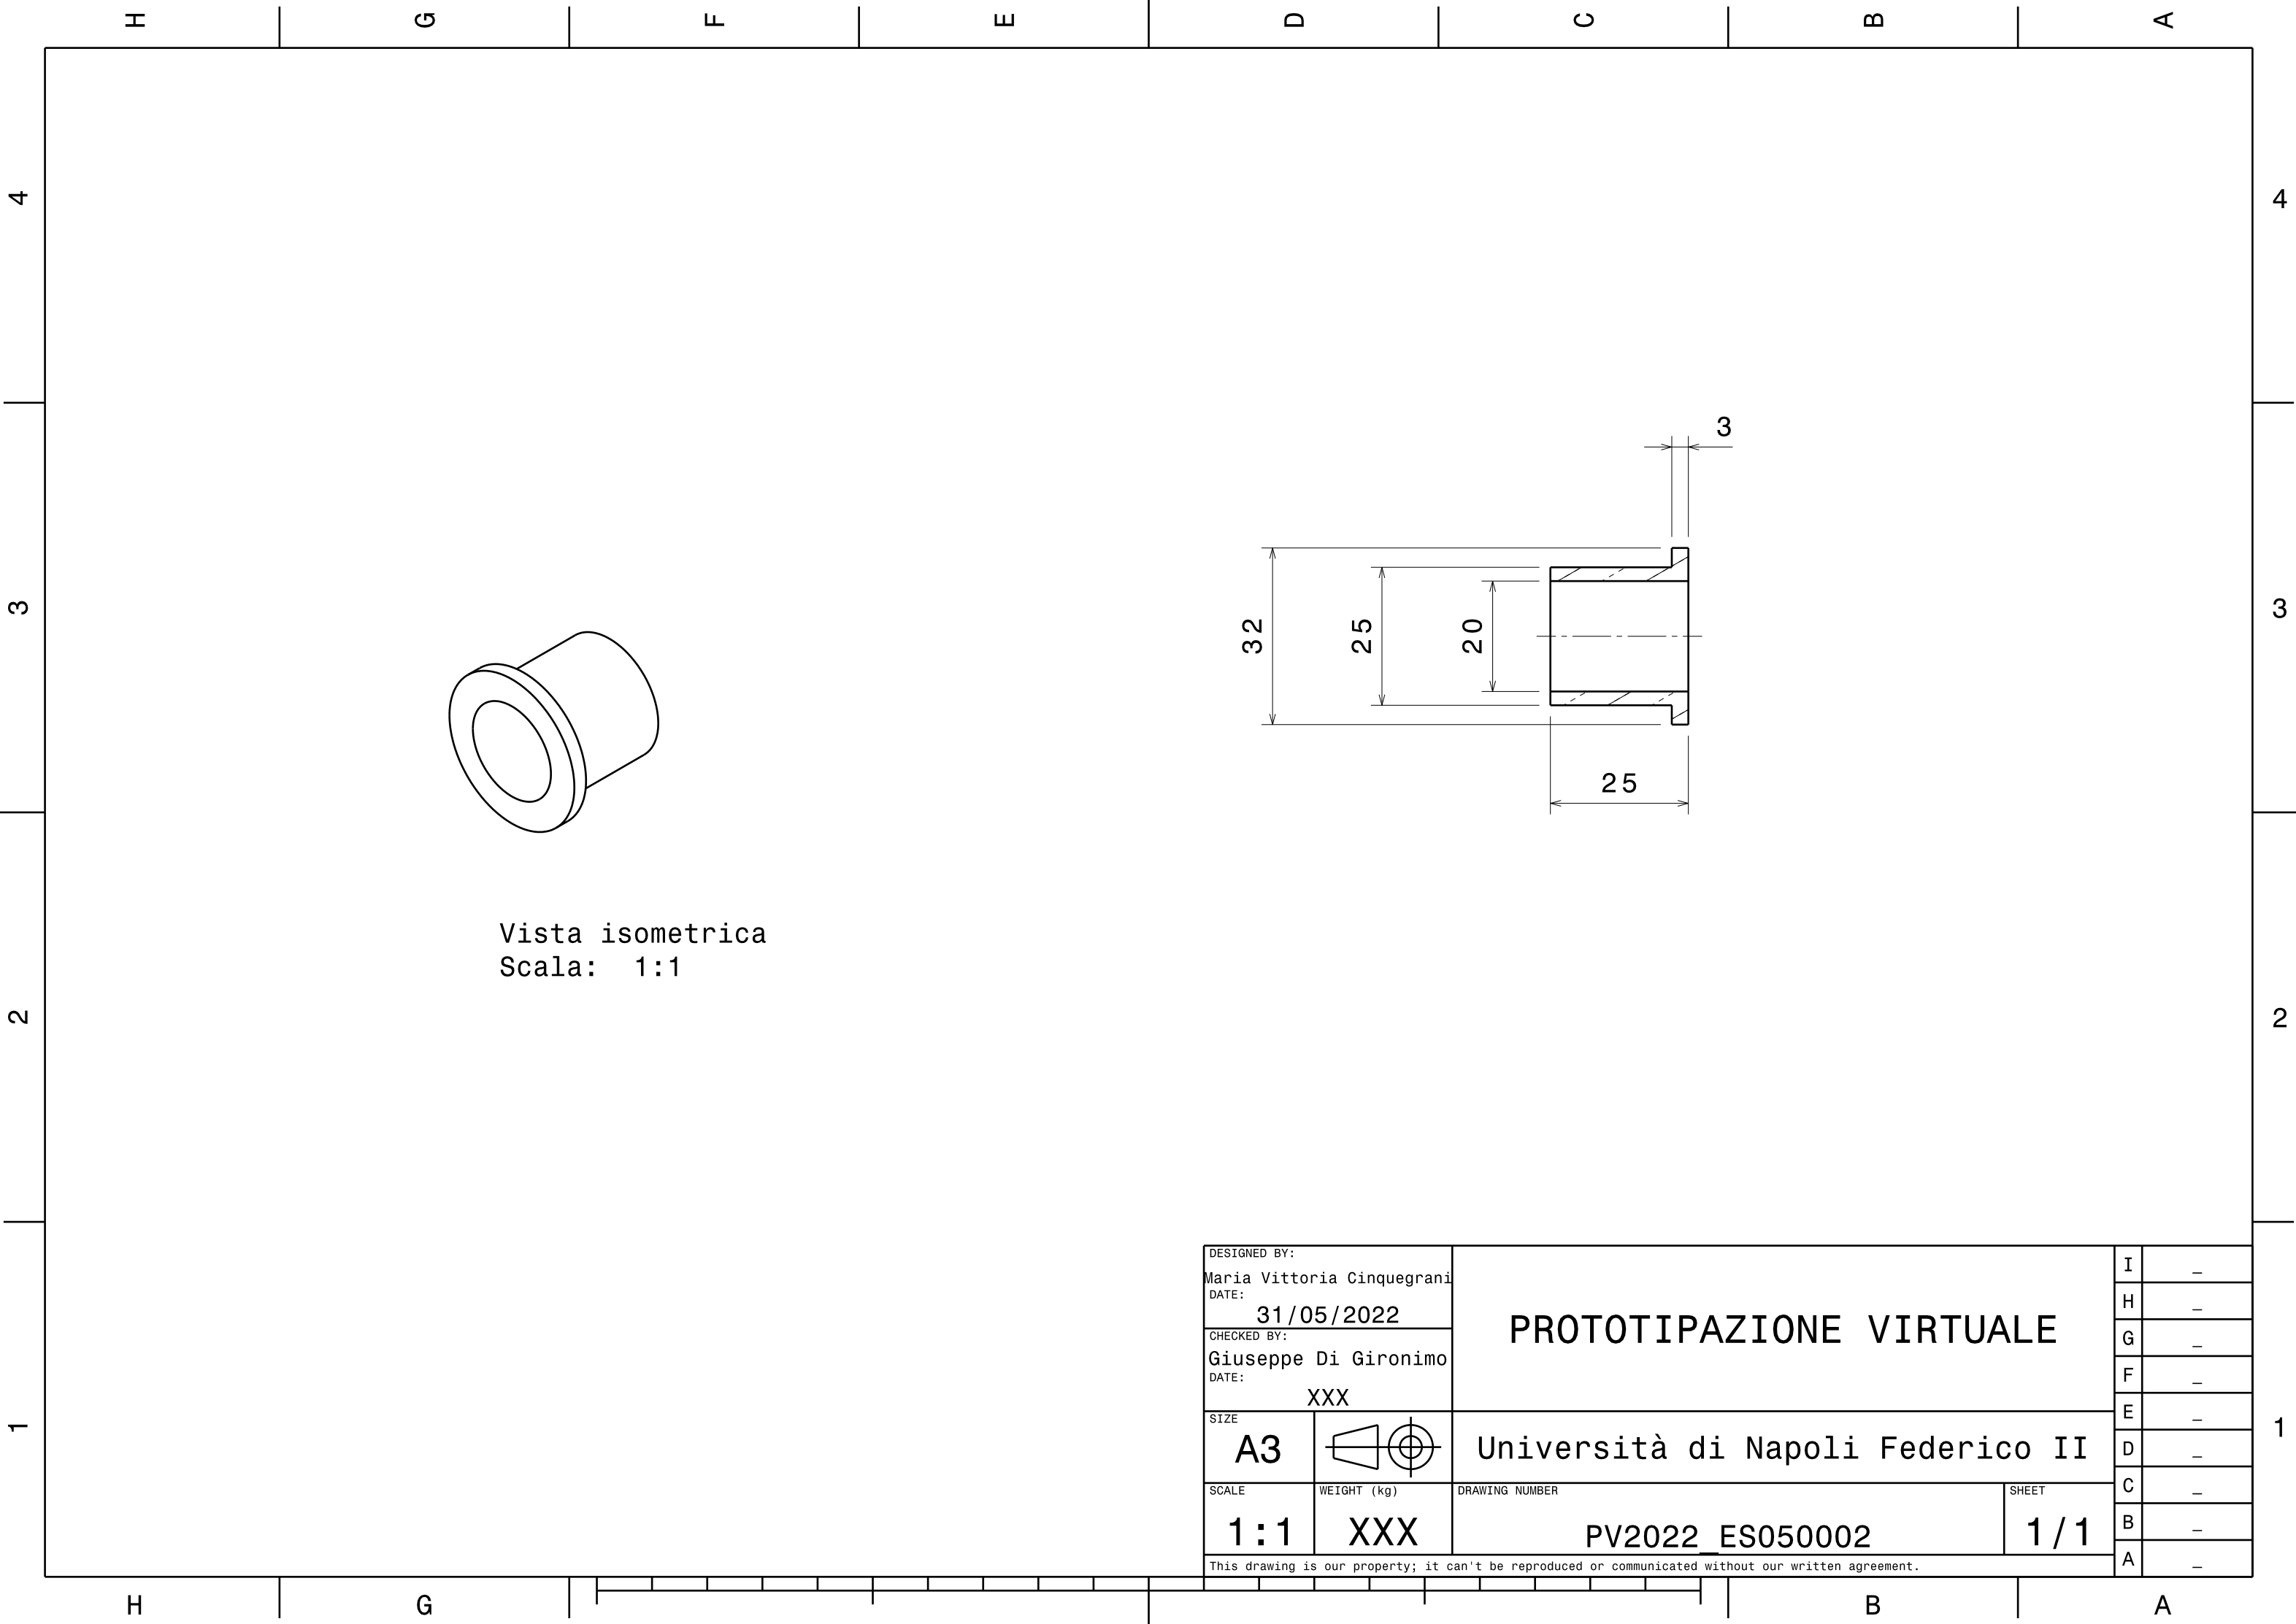 H G F E D C B A
4 4
3
32
25
20
3 3
25
Vista isometrica
Scala: 1:1
2 2
DESIGNED BY:
Maria Vittoria Cinquegrani
DATE:
31/05/2022
CHECKED BY:
Giuseppe Di Gironimo
DATE:
XXX
PROTOTIPAZIONE VIRTUALE
SIZE
A3
Università di Napoli Federico II
SCALE
1:1
WEIGHT (kg)
XXX
DRAWING NUMBER
PV2022_ES050002
SHEET
1/1
This drawing is our property; it can't be reproduced or communicated without our written agreement.
I _
H _
G _
F _
E _
D _
C _
B _
A _
1 1
H G B A